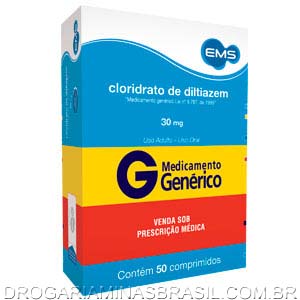 EMS
cloridrato de diltiazem
"Medicamento genérico Lei nº 9.787, de 1999"
30 mg
Uso Adulto - Uso Oral
G Medicamento
Genérico
VENDA SOB
PRESCRIÇÃO MÉDICA
Contém 50 comprimidos
DROGARIAMINASBRASIL.COM.BR